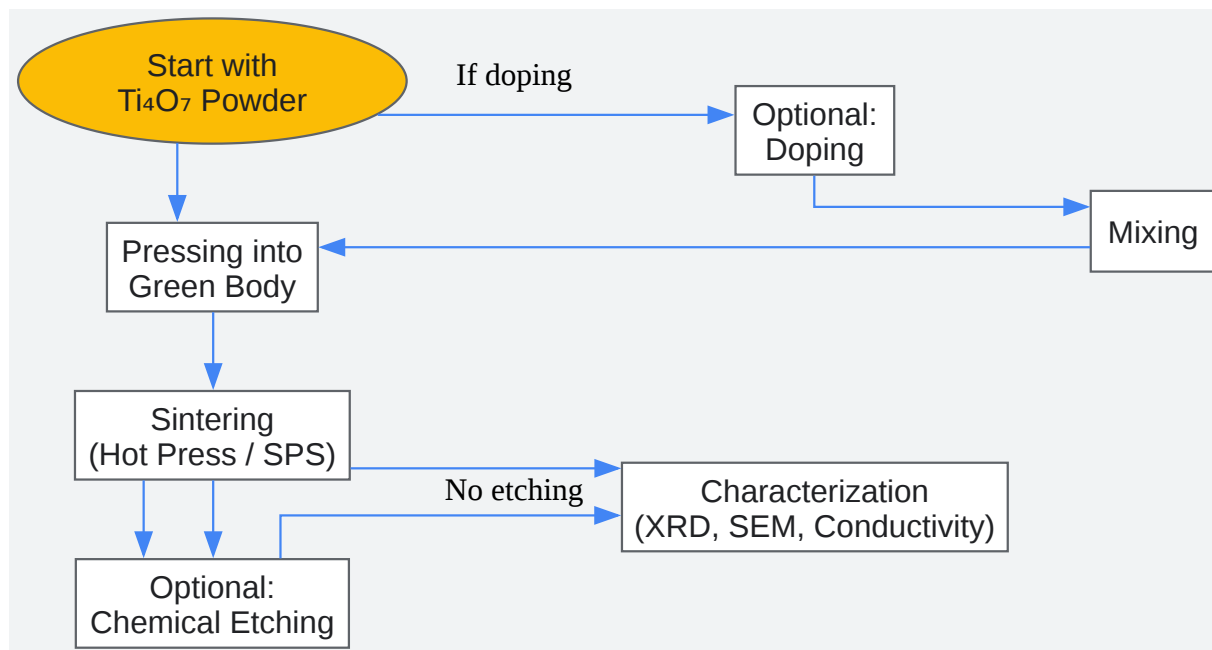 Start with
Ti₄O₇ Powder
If doping
Optional:
Doping
Mixing
Pressing into
Green Body
Sintering
(Hot Press / SPS)
No etching
Characterization
(XRD, SEM, Conductivity)
Optional:
Chemical Etching